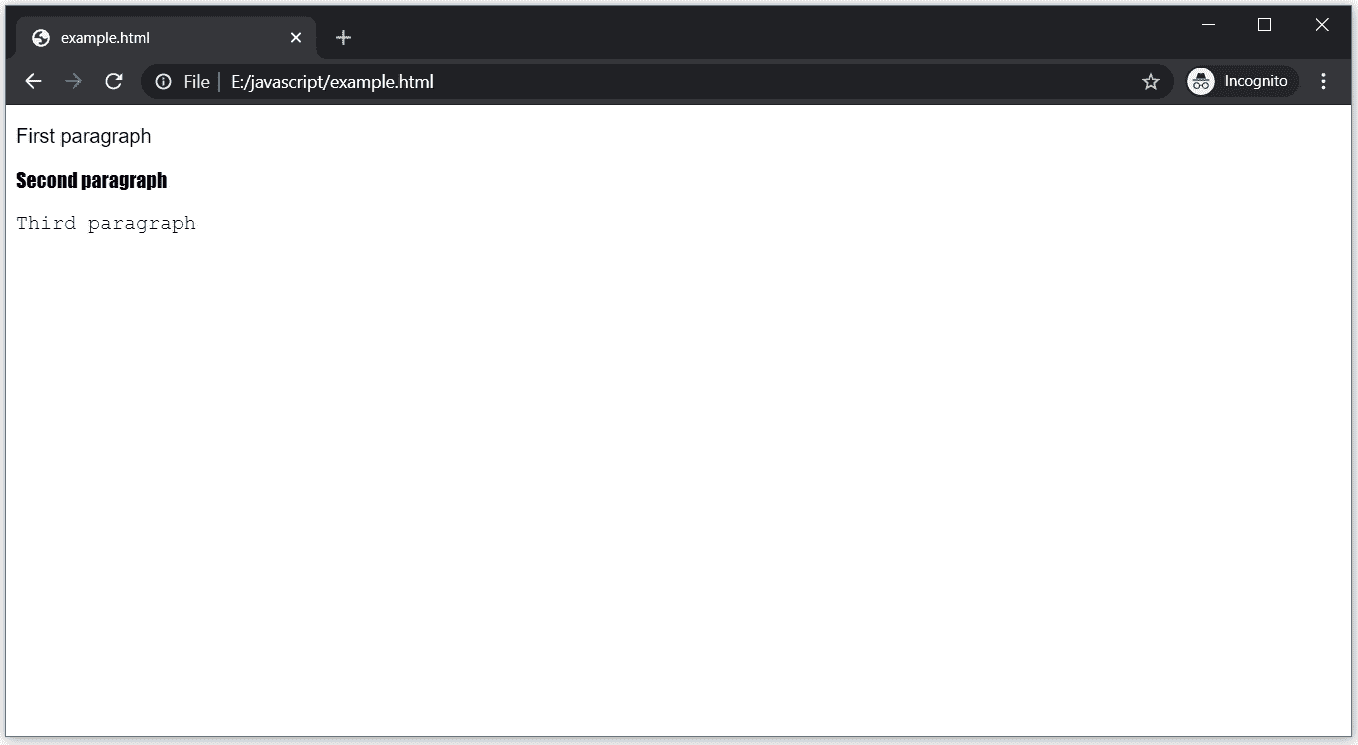 example.html
File E:/javascript/example.html Incognito
First paragraph
Second paragraph
Third paragraph